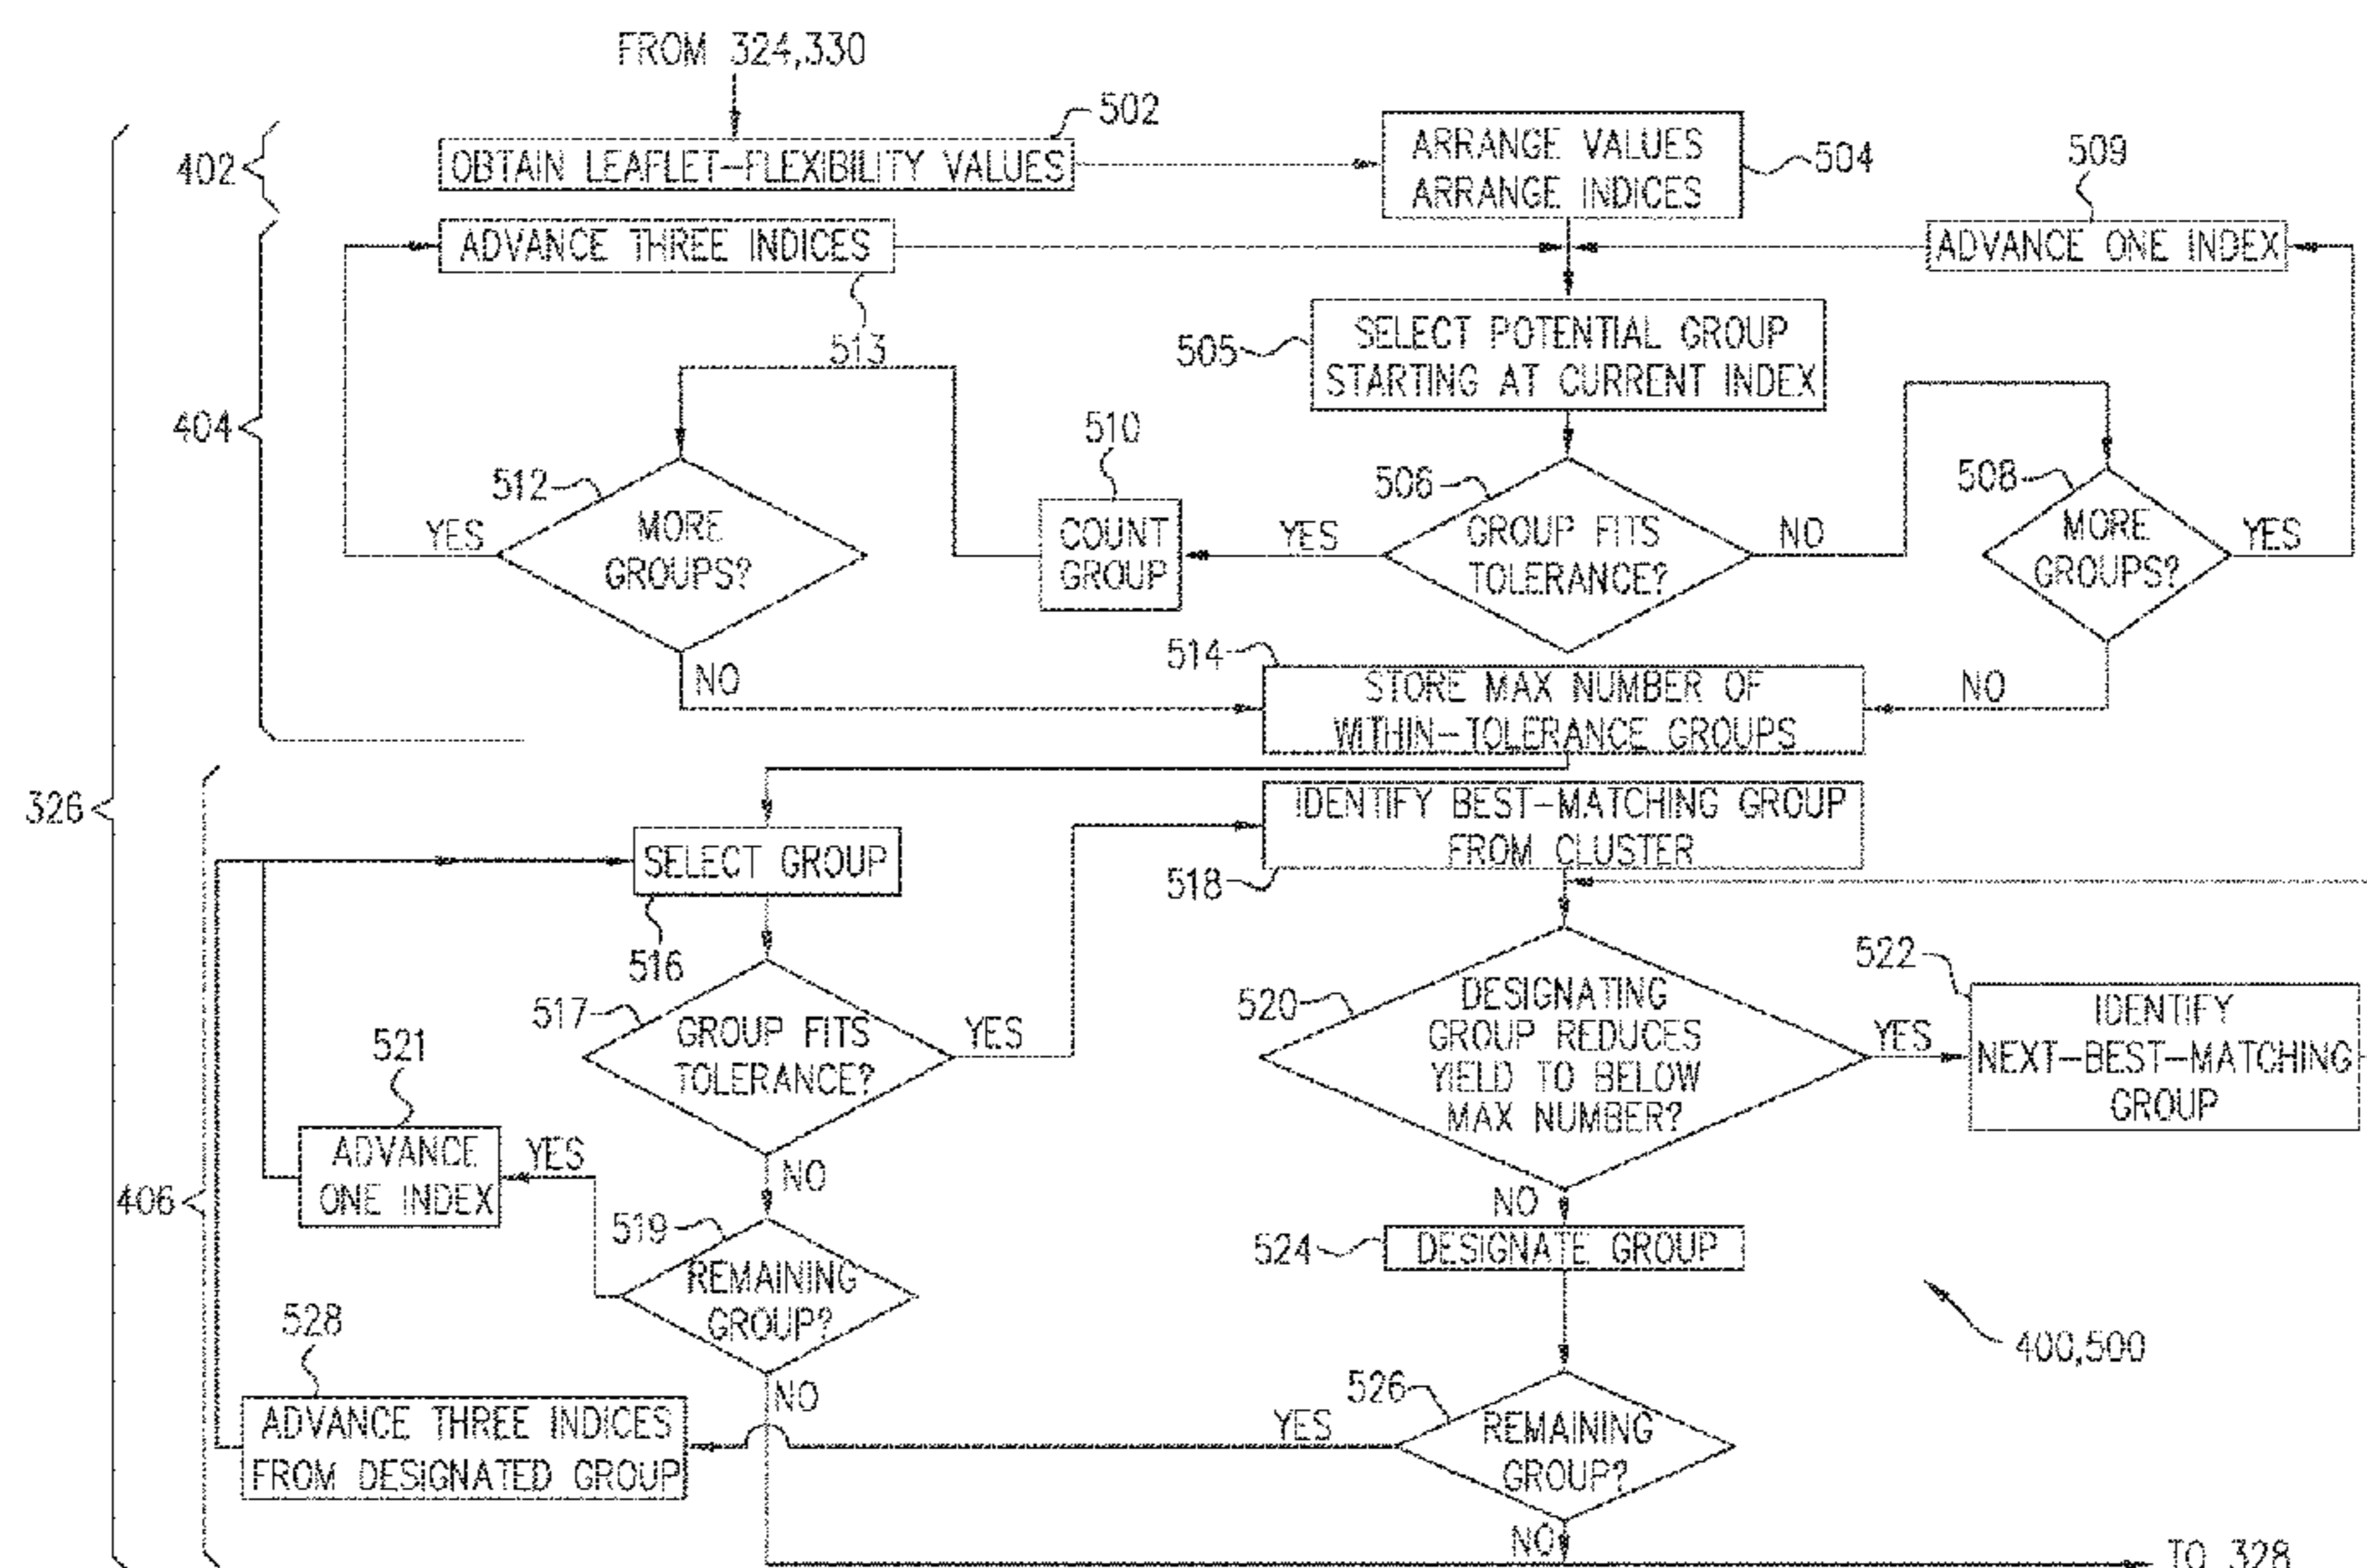 FROM 324,330
502
OBTAIN LEAFLET-FLEXIBILITY VALUES
ARRANGE VALUES
ARRANGE INDICES
504
509
402
ADVANCE THREE INDICES
ADVANCE ONE INDEX
513
505
SELECT POTENTIAL GROUP
STARTING AT CURRENT INDEX
404
510
512
506
508
YES
MORE
GROUPS?
COUNT
GROUP
YES
GROUP FITS
TOLERANCE?
NO
MORE
GROUPS?
YES
NO
514
STORE MAX NUMBER OF
WITHIN-TOLERANCE GROUPS
NO
326
IDENTIFY BEST-MATCHING GROUP
FROM CLUSTER
518
SELECT GROUP
516
517
GROUP FITS
TOLERANCE?
YES
520
DESIGNATING
GROUP REDUCES
YIELD TO BELOW
MAX NUMBER?
YES
522
IDENTIFY
NEXT-BEST-MATCHING
GROUP
521
ADVANCE
ONE INDEX
YES
NO
NO
406
519
REMAINING
GROUP?
524
DESIGNATE GROUP
528
400,500
ADVANCE THREE INDICES
FROM DESIGNATED GROUP
NO
YES
526
REMAINING
GROUP?
NO
TO 328